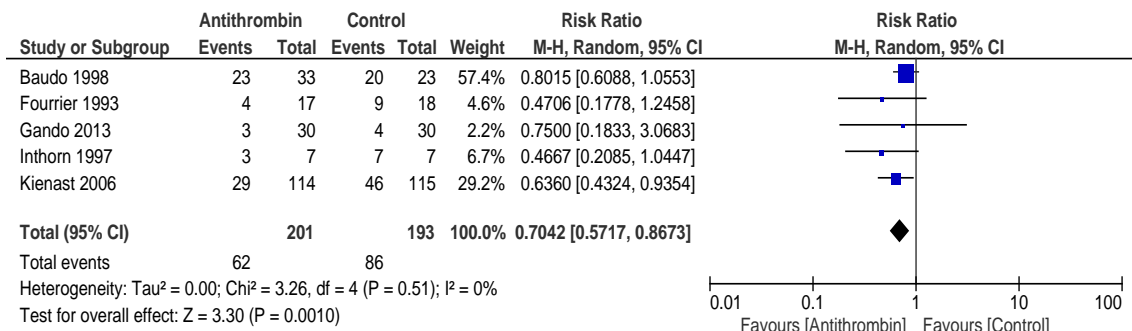 Antithrombin Control Risk Ratio Risk Ratio
Study or Subgroup Events Total Events Total Weight M-H, Random, 95% CI M-H, Random, 95% CI
Baudo 1998 23 33 20 23 57.4% 0.8015 [0.6088, 1.0553]
Fourrier 1993 4 17 9 18 4.6% 0.4706 [0.1778, 1.2458]
Gando 2013 3 30 4 30 2.2% 0.7500 [0.1833, 3.0683]
Inthorn 1997 3 7 7 7 6.7% 0.4667 [0.2085, 1.0447]
Kienast 2006 29 114 46 115 29.2% 0.6360 [0.4324, 0.9354]
Total (95% CI) 201 193 100.0% 0.7042 [0.5717, 0.8673]
Total events 62 86
Heterogeneity: Tau² = 0.00; Chi² = 3.26, df = 4 (P = 0.51); I² = 0%
Test for overall effect: Z = 3.30 (P = 0.0010)
0.01 0.1 1 10 100
Favours [Antithrombin] Favours [Control]